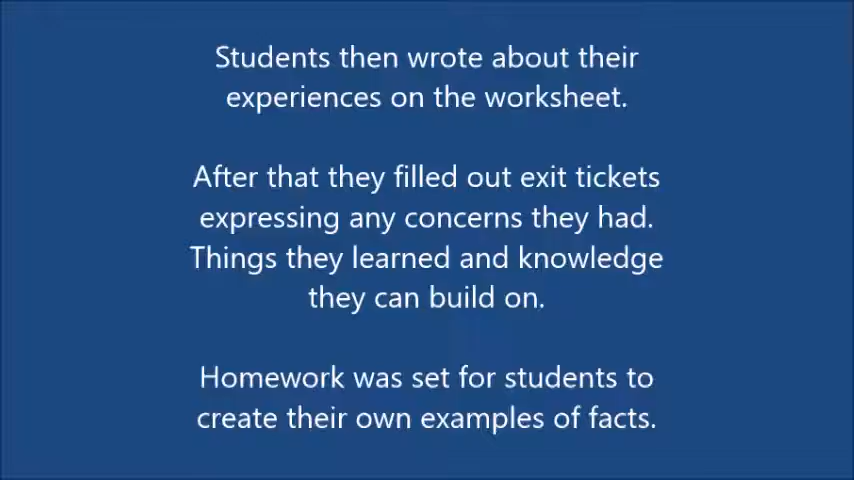 Students then wrote about their
experiences on the worksheet.
After that they filled out exit tickets
expressing any concerns they had.
Things they learned and knowledge
they can build on.
Homework was set for students to
create their own examples of facts.